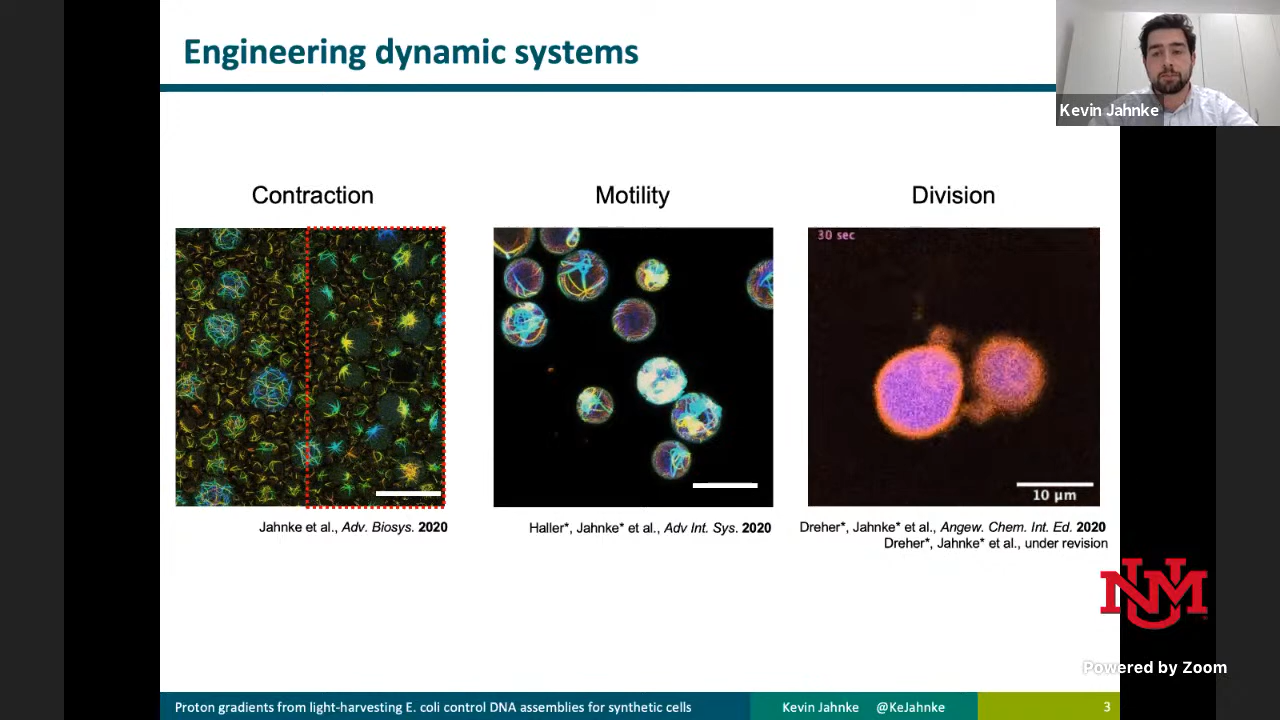 Engineering dynamic systems
Kevin Jahnke
Contraction
Motility
Division
30 sec
10 μm
Jahnke et al., Adv. Biosys. 2020
Haller*, Jahnke* et al., Adv Int. Sys. 2020
Dreher*, Jahnke* et al., Angew. Chem. Int. Ed. 2020
Dreher*, Jahnke* et al., under revision
UNM
Powered by Zoom
Proton gradients from light-harvesting E. coli control DNA assemblies for synthetic cells
Kevin Jahnke @KeJahnke
3